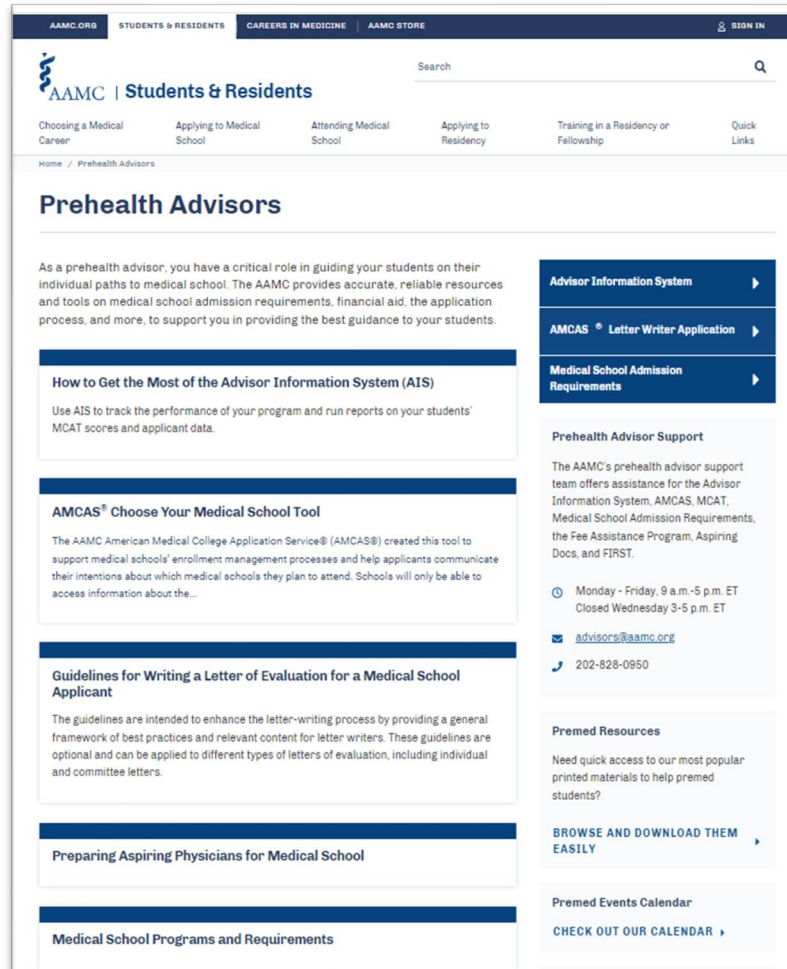 AAMC.ORG STUDENTS & RESIDENTS CAREERS IN MEDICINE AAMC STORE SIGN IN
AAMC | Students & Residents
Search
Choosing a Medical Career
Applying to Medical School
Attending Medical School
Applying to Residency
Training in a Residency or Fellowship
Quick Links
Home / Prehealth Advisors
Prehealth Advisors
As a prehealth advisor, you have a critical role in guiding your students on their
individual paths to medical school. The AAMC provides accurate, reliable resources
and tools on medical school admission requirements, financial aid, the application
process, and more, to support you in providing the best guidance to your students.
How to Get the Most of the Advisor Information System (AIS)
Use AIS to track the performance of your program and run reports on your students'
MCAT scores and applicant data.
AMCAS® Choose Your Medical School Tool
The AAMC American Medical College Application Service® (AMCAS®) created this tool to
support medical schools' enrollment management processes and help applicants communicate
their intentions about which medical schools they plan to attend. Schools will only be able to
access information about the...
Guidelines for Writing a Letter of Evaluation for a Medical School
Applicant
The guidelines are intended to enhance the letter-writing process by providing a general
framework of best practices and relevant content for letter writers. These guidelines are
optional and can be applied to different types of letters of evaluation, including individual
and committee letters.
Preparing Aspiring Physicians for Medical School
Medical School Programs and Requirements
Advisor Information System
AMCAS ® Letter Writer Application
Medical School Admission
Requirements
Prehealth Advisor Support
The AAMC's prehealth advisor support
team offers assistance for the Advisor
Information System, AMCAS, MCAT,
Medical School Admission Requirements,
the Fee Assistance Program, Aspiring
Docs, and FIRST.
Monday - Friday, 9 a.m.-5 p.m. ET
Closed Wednesday 3-5 p.m. ET
advisors@aamc.org
202-828-0950
Premed Resources
Need quick access to our most popular
printed materials to help premed
students?
BROWSE AND DOWNLOAD THEM
EASILY
Premed Events Calendar
CHECK OUT OUR CALENDAR